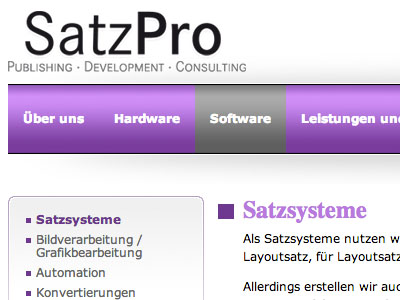 SatzPro
PUBLISHING · DEVELOPMENT · CONSULTING
Über uns Hardware Software Leistungen und
Satzsysteme
Bildverarbeitung /
Grafikbearbeitung
Automation
Konvertierungen
Satzsysteme
Als Satzsysteme nutzen w
Layoutsatz, für Layoutsatz
Allerdings erstellen wir auc